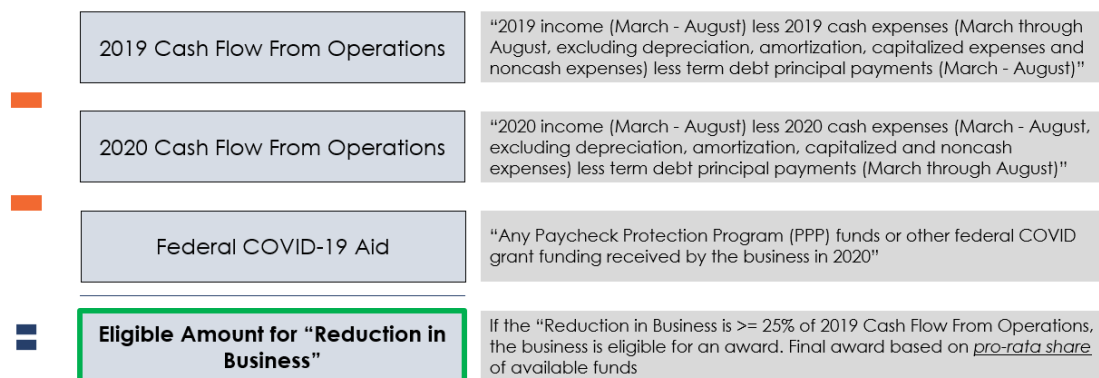 2019 Cash Flow From Operations
“2019 income (March - August) less 2019 cash expenses (March through
August, excluding depreciation, amortization, capitalized expenses and
noncash expenses) less term debt principal payments (March - August)”
2020 Cash Flow From Operations
“2020 income (March - August) less 2020 cash expenses (March - August,
excluding depreciation, amortization, capitalized and noncash
expenses) less term debt principal payments (March through August)”
Federal COVID-19 Aid
“Any Paycheck Protection Program (PPP) funds or other federal COVID
grant funding received by the business in 2020”
Eligible Amount for “Reduction in
Business”
If the “Reduction in Business is >= 25% of 2019 Cash Flow From Operations,
the business is eligible for an award. Final award based on pro-rata share
of available funds